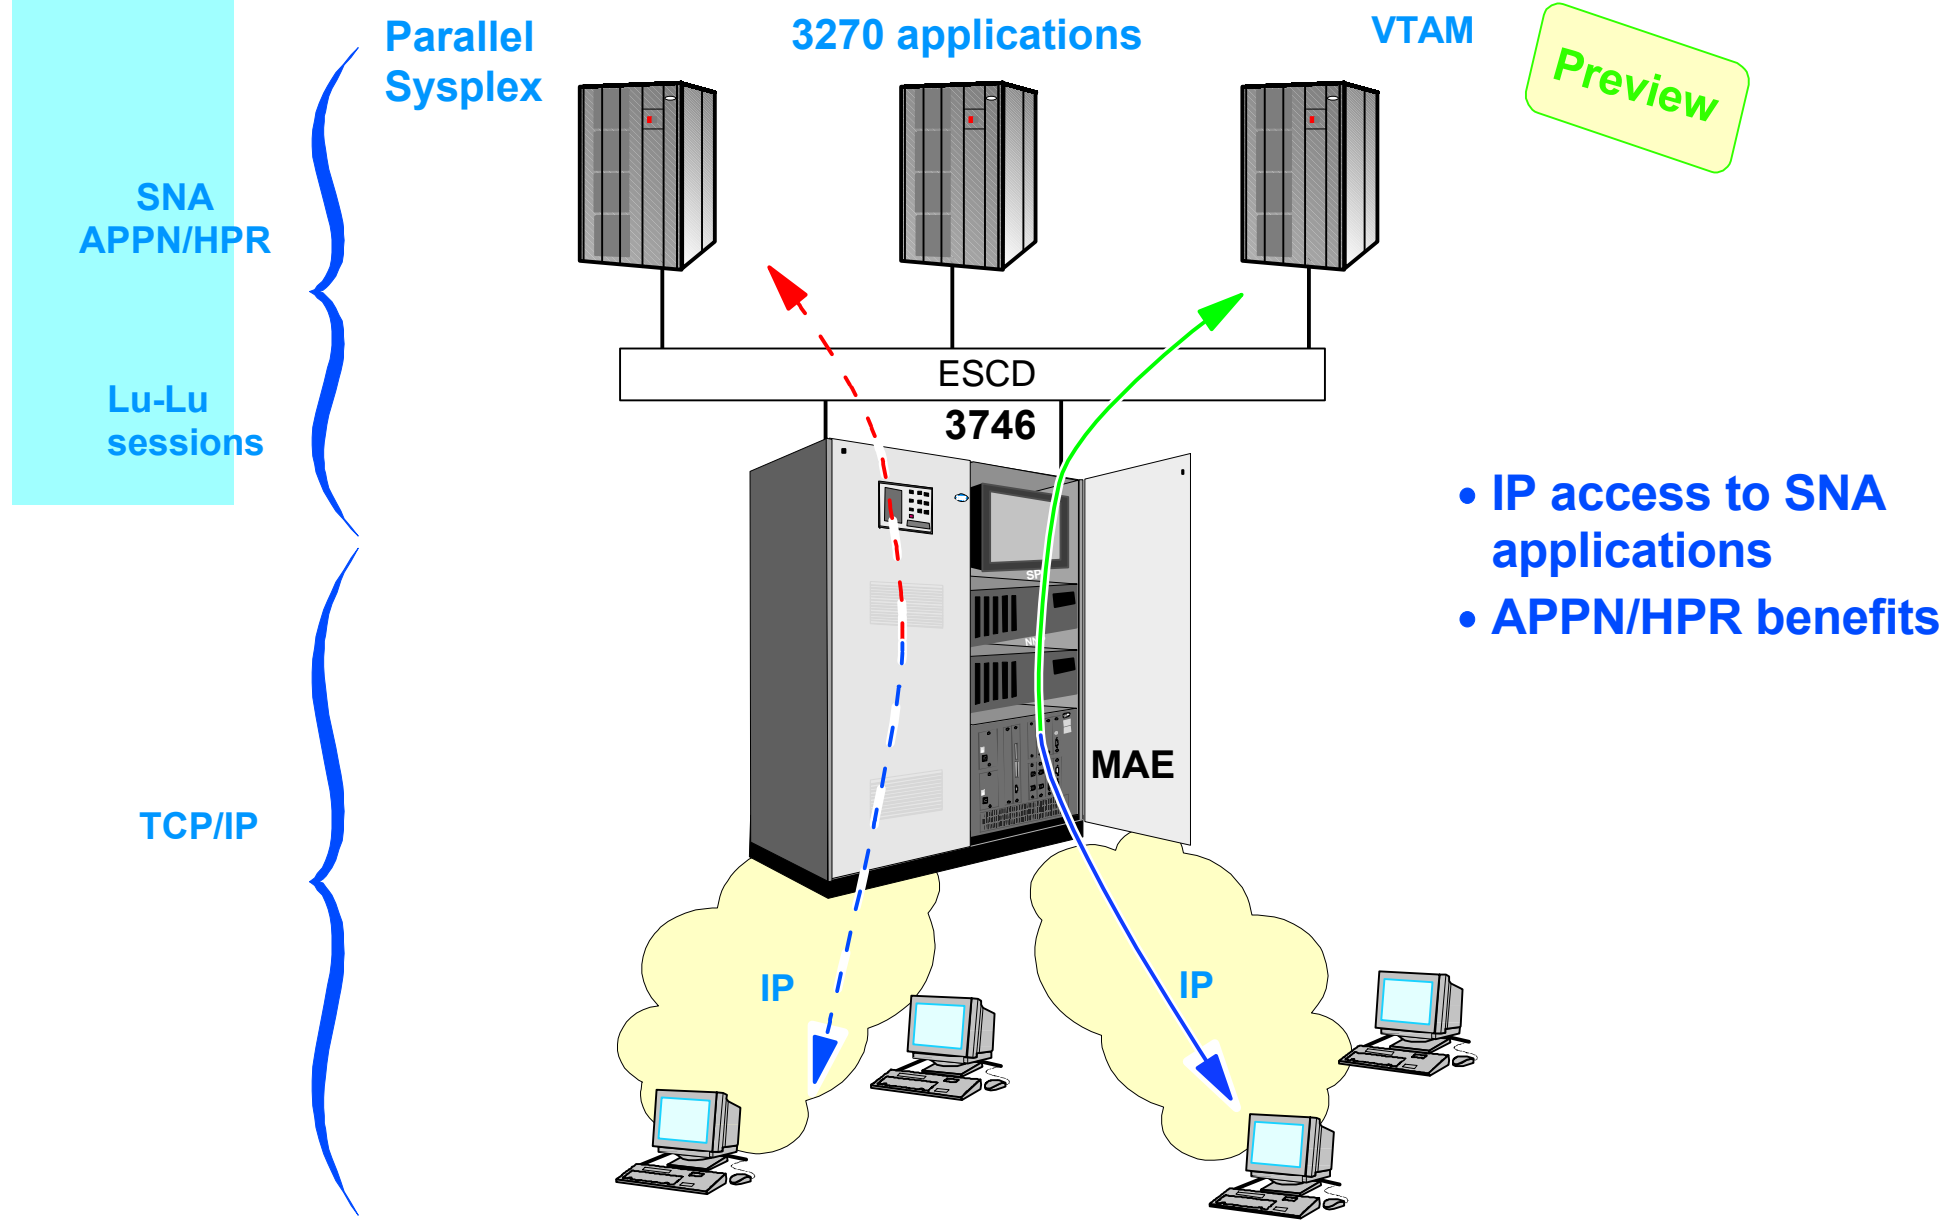 Parallel
Sysplex
3270 applications
VTAM
Preview
SNA
APPN/HPR
Lu-Lu
sessions
ESCD
3746
• IP access to SNA
applications
• APPN/HPR benefits
MAE
TCP/IP
IP
IP